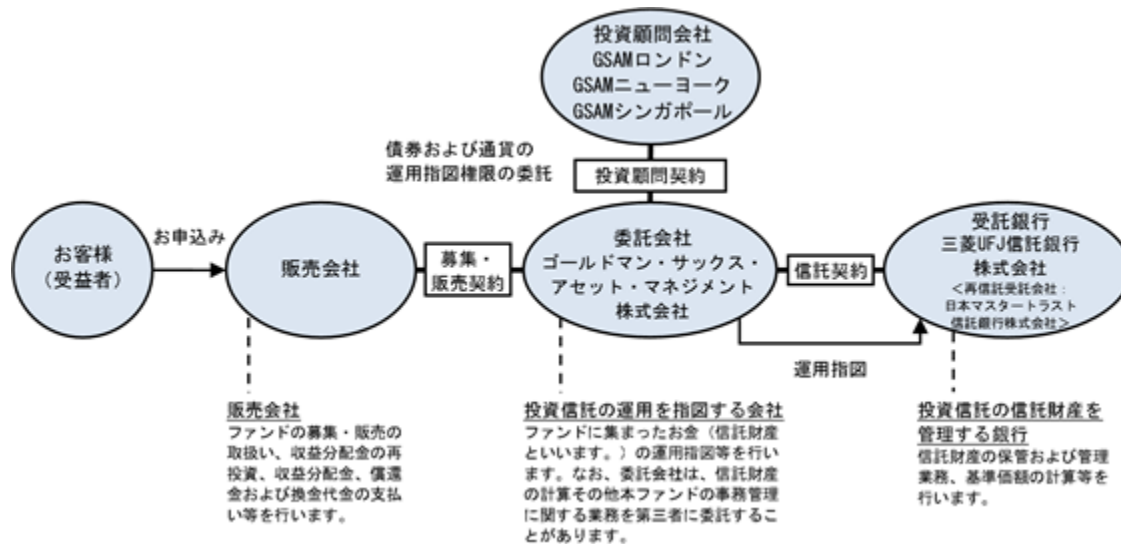 投資顧問会社
GSAMロンドン
GSAMニューヨーク
GSAMシンガポール
債券および通貨の
運用指図権限の委託
投資顧問契約
お客様
（受益者）
お申込み
販売会社
募集・
販売契約
委託会社
ゴールドマン・サックス・
アセット・マネジメント
株式会社
信託契約
受託銀行
三菱UFJ信託銀行
株式会社
＜再信託受託会社：
日本マスタートラスト
信託銀行株式会社＞
運用指図
販売会社
ファンドの募集・販売の
取扱い、収益分配金の再
投資、収益分配金、償還
金および換金代金の支払
い等を行います。
投資信託の運用を指図する会社
ファンドに集まったお金（信託財産
といいます。）の運用指図等を行い
ます。なお、委託会社は、信託財産
の計算その他本ファンドの事務管理
に関する業務を第三者に委託するこ
とがあります。
投資信託の信託財産を
管理する銀行
信託財産の保管および管理
業務、基準価額の計算等を
行います。